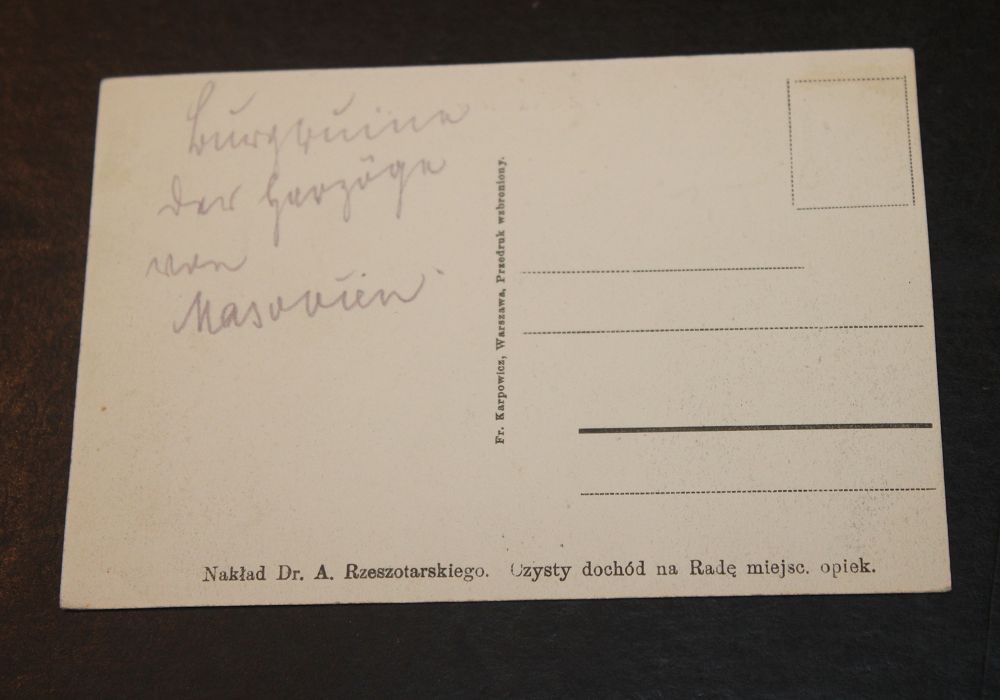 Burgruine
der Herzöge
von
Masovien
Fr. Karpowicz, Warszawa, Przedruk wzbroniony.
Nakład Dr. A. Rzeszotarskiego. Czysty dochód na Radę miejsc. opiek.